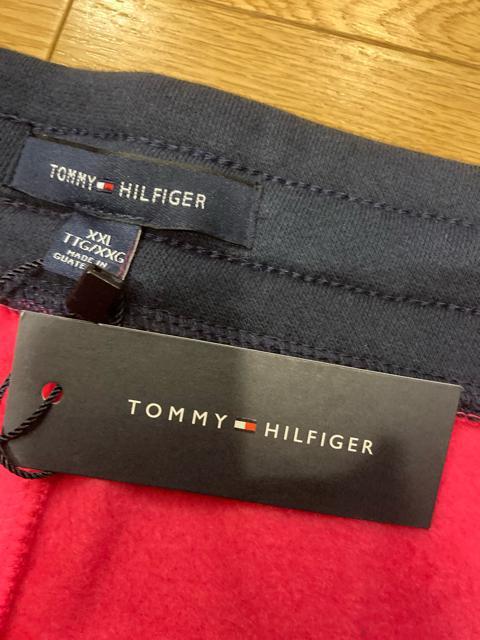 TOMMY HILFIGER
XXL
TTG/XXG
MADE IN
TOMMY HILFIGER